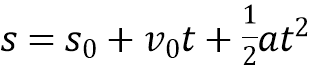 s = s₀ + v₀t + ½at²